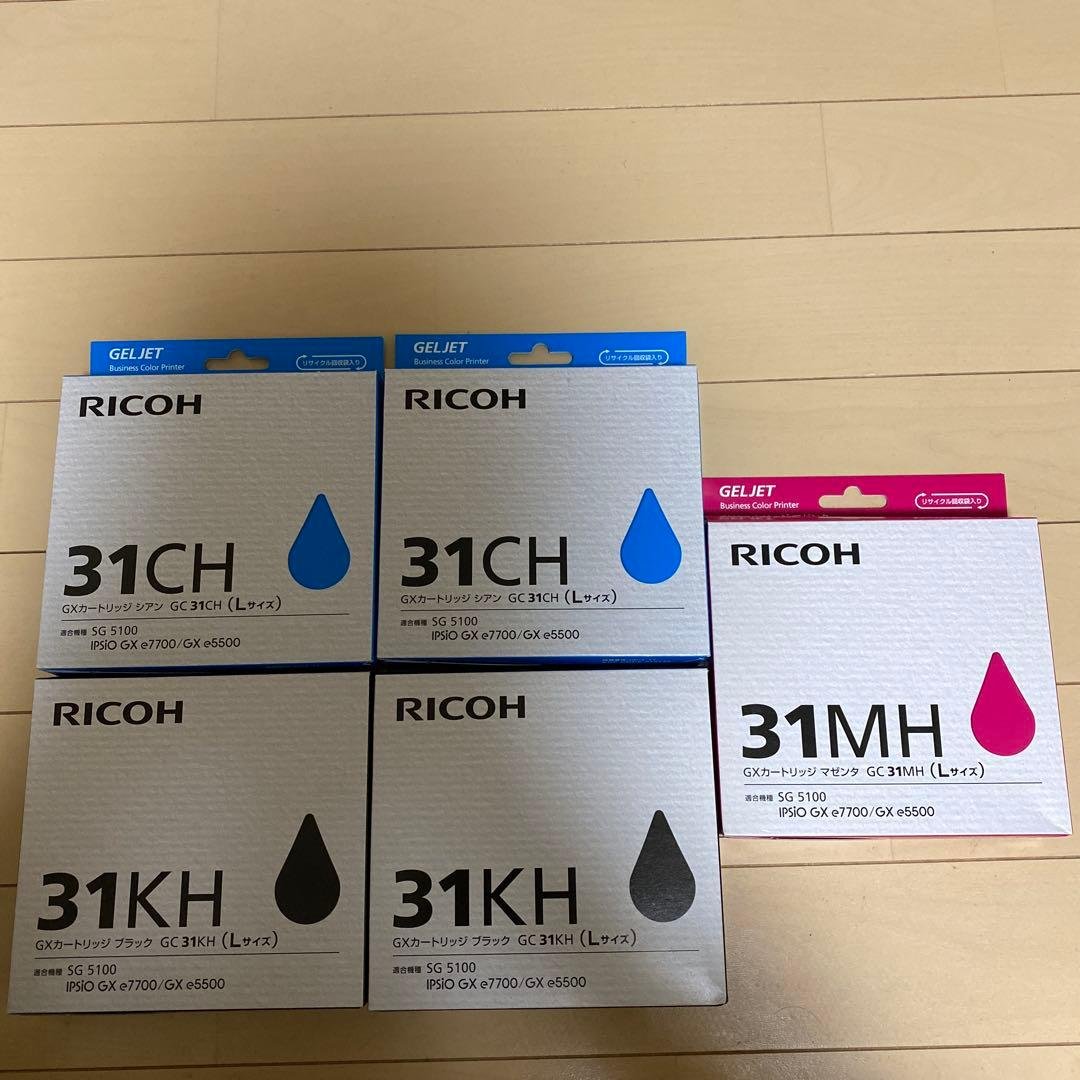 GELJET
Business Color Printer
リサイクル回収袋入り
RICOH
31CH
GXカートリッジ シアン GC 31CH (Lサイズ)
適合機種 SG 5100
IPSiO GX e7700/GX e5500
GELJET
Business Color Printer
リサイクル回収袋入り
RICOH
31CH
GXカートリッジ シアン GC 31CH (Lサイズ)
適合機種 SG 5100
IPSiO GX e7700/GX e5500
GELJET
Business Color Printer
リサイクル回収袋入り
RICOH
31MH
GXカートリッジ マゼンタ GC 31MH (Lサイズ)
適合機種 SG 5100
IPSiO GX e7700/GX e5500
RICOH
31KH
GXカートリッジ ブラック GC 31KH (Lサイズ)
適合機種 SG 5100
IPSiO GX e7700/GX e5500
RICOH
31KH
GXカートリッジ ブラック GC 31KH (Lサイズ)
適合機種 SG 5100
IPSiO GX e7700/GX e5500